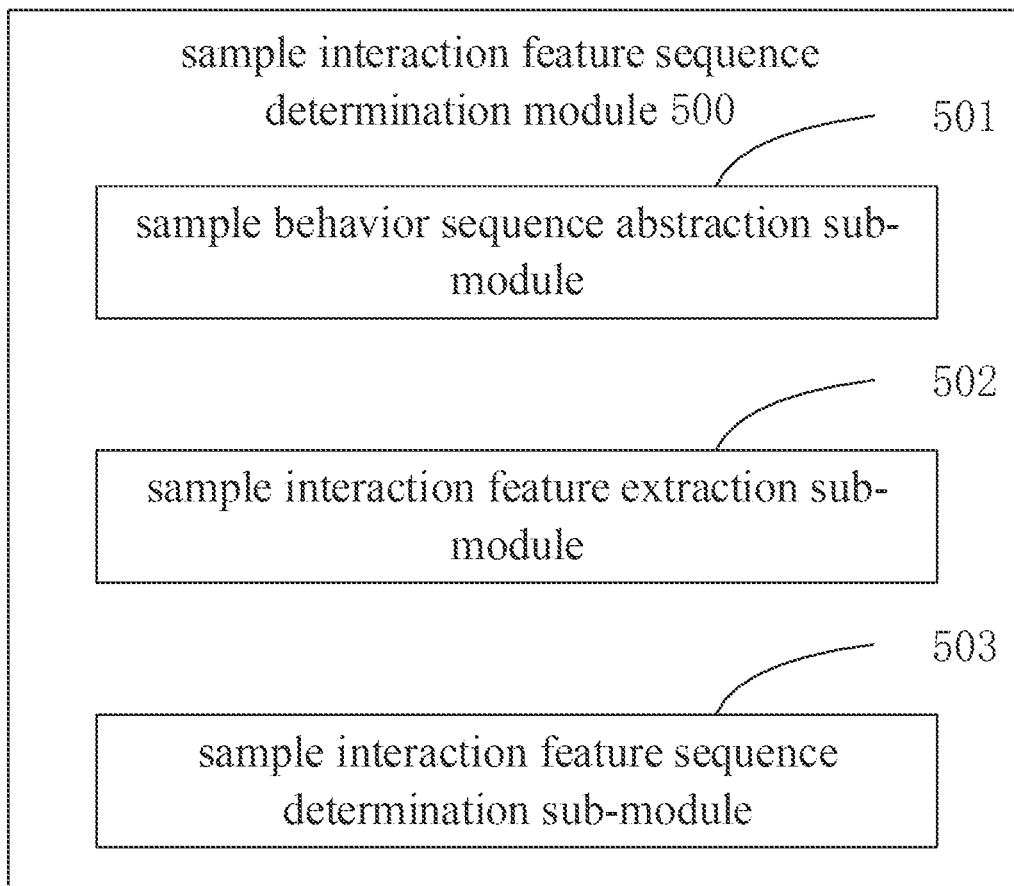 sample interaction feature sequence
determination module 500
501
sample behavior sequence abstraction sub-
module
502
sample interaction feature extraction sub-
module
503
sample interaction feature sequence
determination sub-module